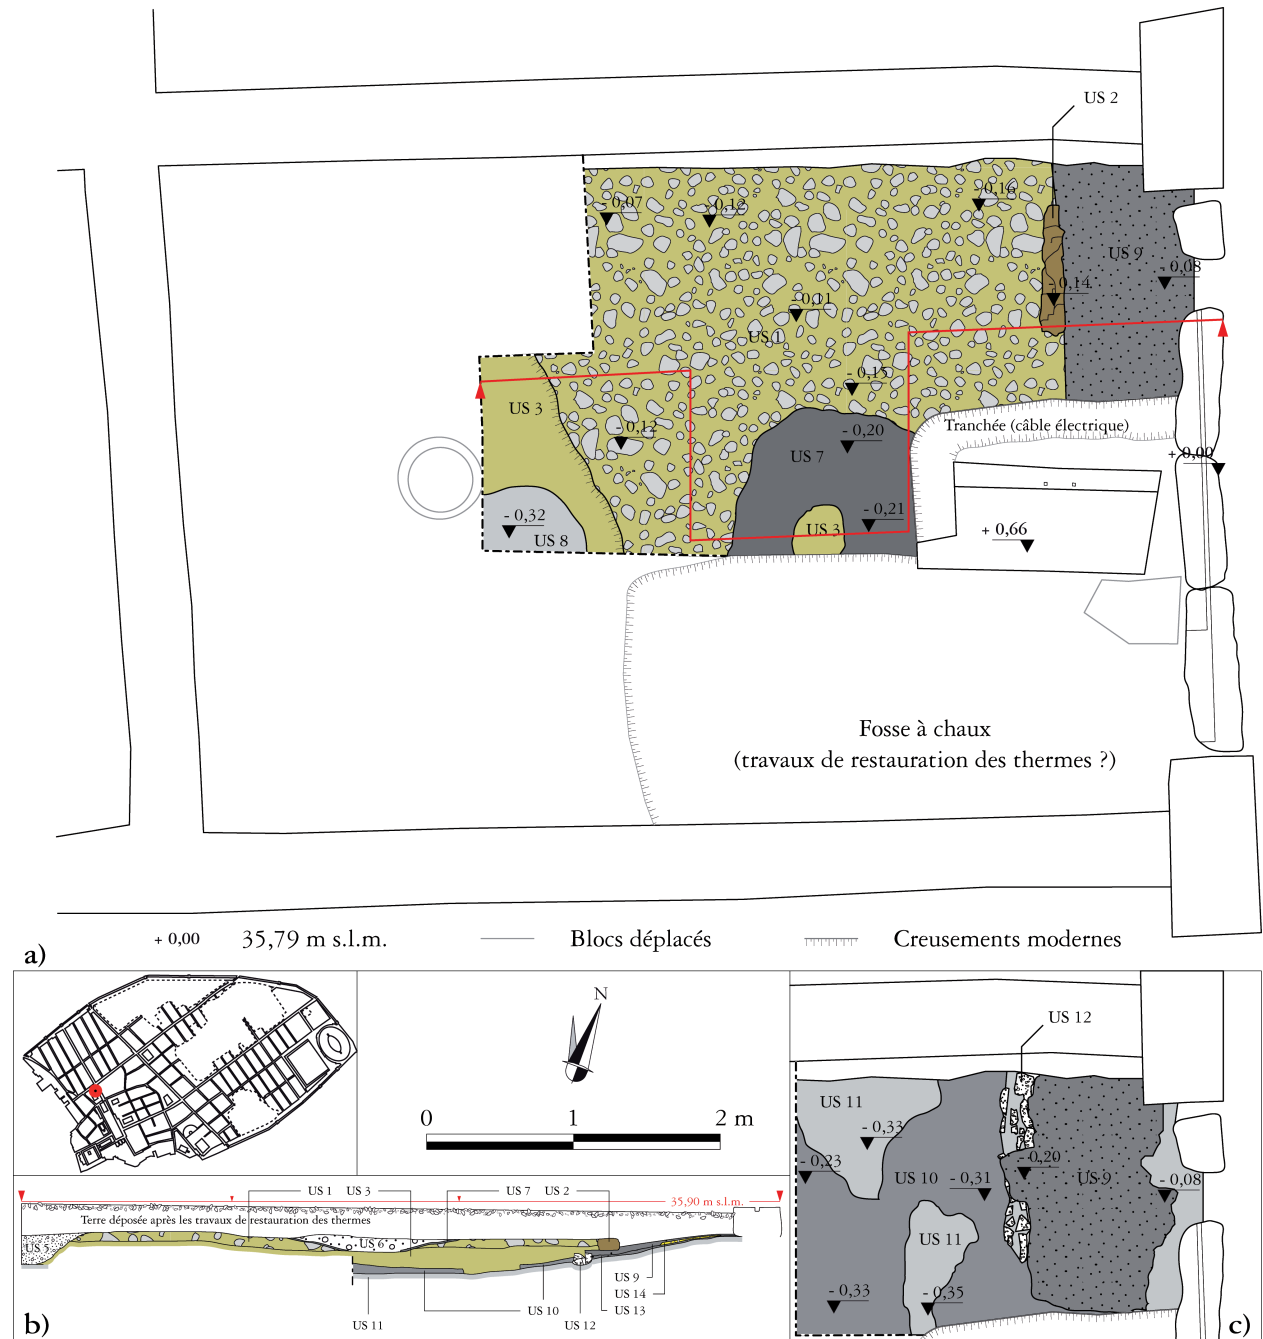 US 2
- 0,07
- 0,12
- 0,16
US 9
- 0,08
- 0,14
- 0,11
US 1
- 0,15
US 3
- 0,12
- 0,20
Tranchée (câble électrique)
US 7
+ 0,00
- 0,32
US 8
- 0,21
US 3
+ 0,66
Fosse à chaux
(travaux de restauration des thermes ?)
+ 0,00 35,79 m s.l.m. Blocs déplacés Creusements modernes
a)
N
0 1 2 m
US 1 US 3 US 7 US 2
35,90 m s.l.m.
Terre déposée après les travaux de restauration des thermes
US 5
US 6
US 9
US 14
US 10 US 13
US 11 US 12
b)
US 12
US 11
- 0,33
- 0,23
- 0,20
US 10 - 0,31 US 9 - 0,08
US 11
- 0,33 - 0,35
c)